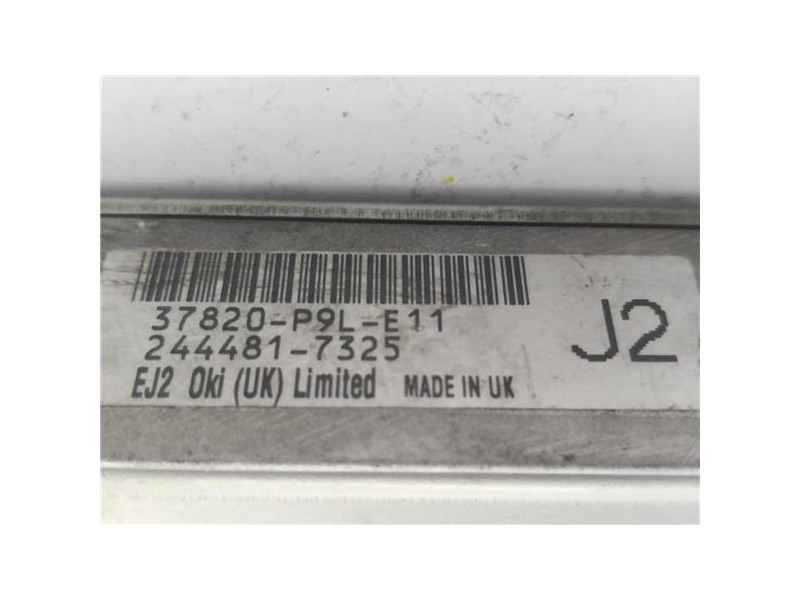 37820-P9L-E11
244481-7325
EJ2 Oki (UK) Limited MADE IN UK
J2